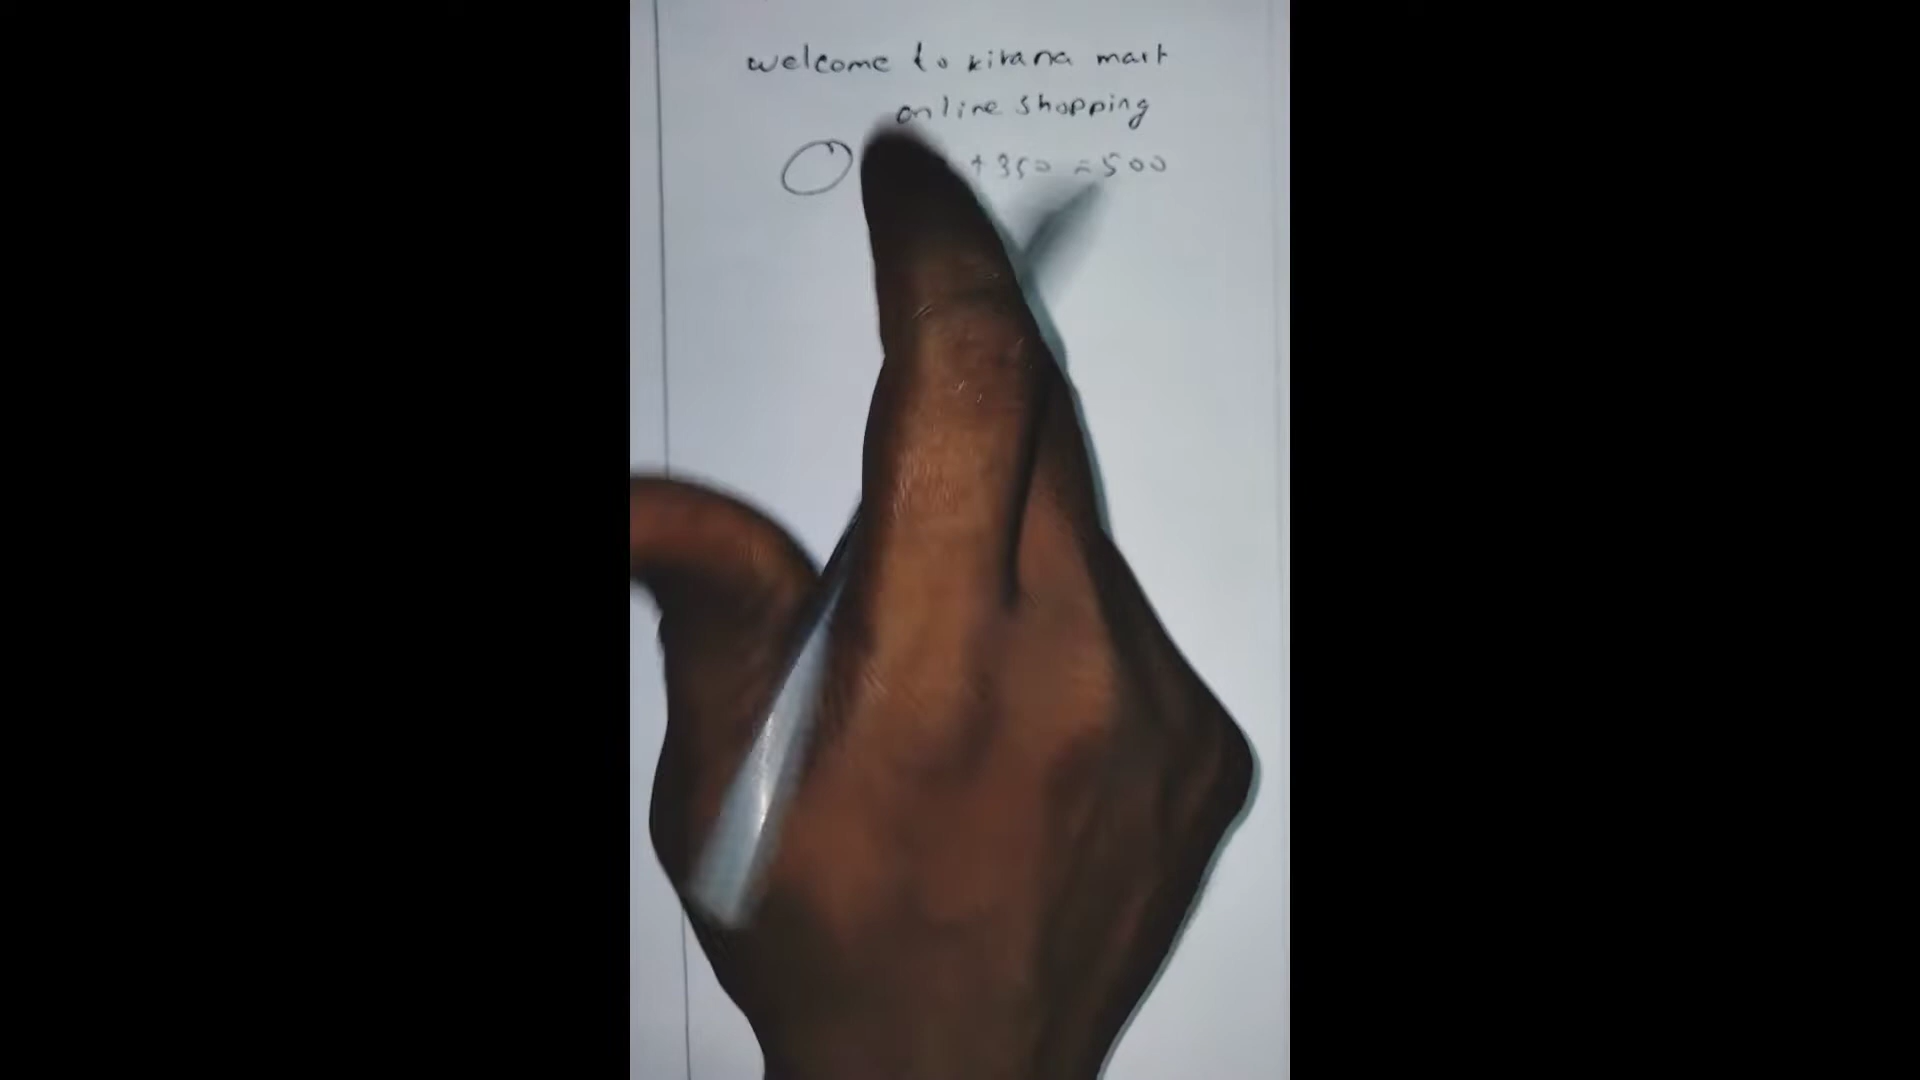 welcome to kirana mart
online shopping
+ 350 = 500